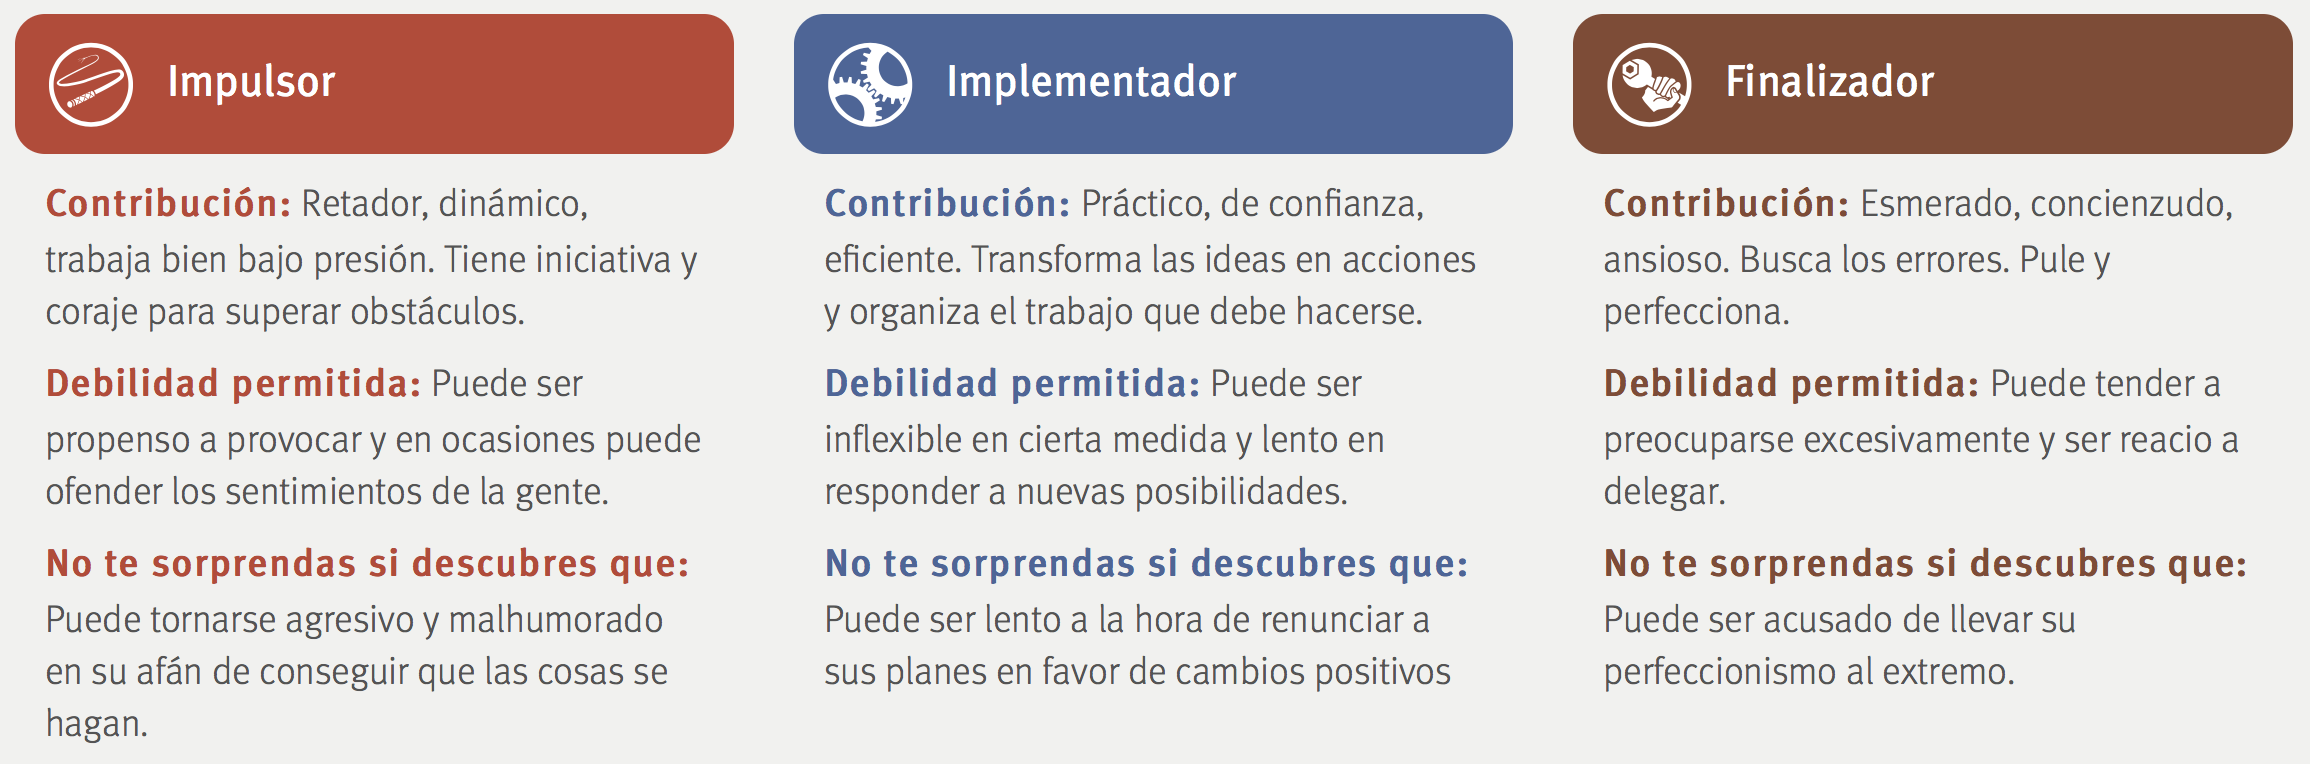 Impulsor
Contribución: Retador, dinámico,
trabaja bien bajo presión. Tiene iniciativa y
coraje para superar obstáculos.
Debilidad permitida: Puede ser
propenso a provocar y en ocasiones puede
ofender los sentimientos de la gente.
No te sorprendas si descubres que:
Puede tornarse agresivo y malhumorado
en su afán de conseguir que las cosas se
hagan.
Implementador
Contribución: Práctico, de confianza,
eficiente. Transforma las ideas en acciones
y organiza el trabajo que debe hacerse.
Debilidad permitida: Puede ser
inflexible en cierta medida y lento en
responder a nuevas posibilidades.
No te sorprendas si descubres que:
Puede ser lento a la hora de renunciar a
sus planes en favor de cambios positivos
Finalizador
Contribución: Esmerado, concienzudo,
ansioso. Busca los errores. Pule y
perfecciona.
Debilidad permitida: Puede tender a
preocuparse excesivamente y ser reacio a
delegar.
No te sorprendas si descubres que:
Puede ser acusado de llevar su
perfeccionismo al extremo.